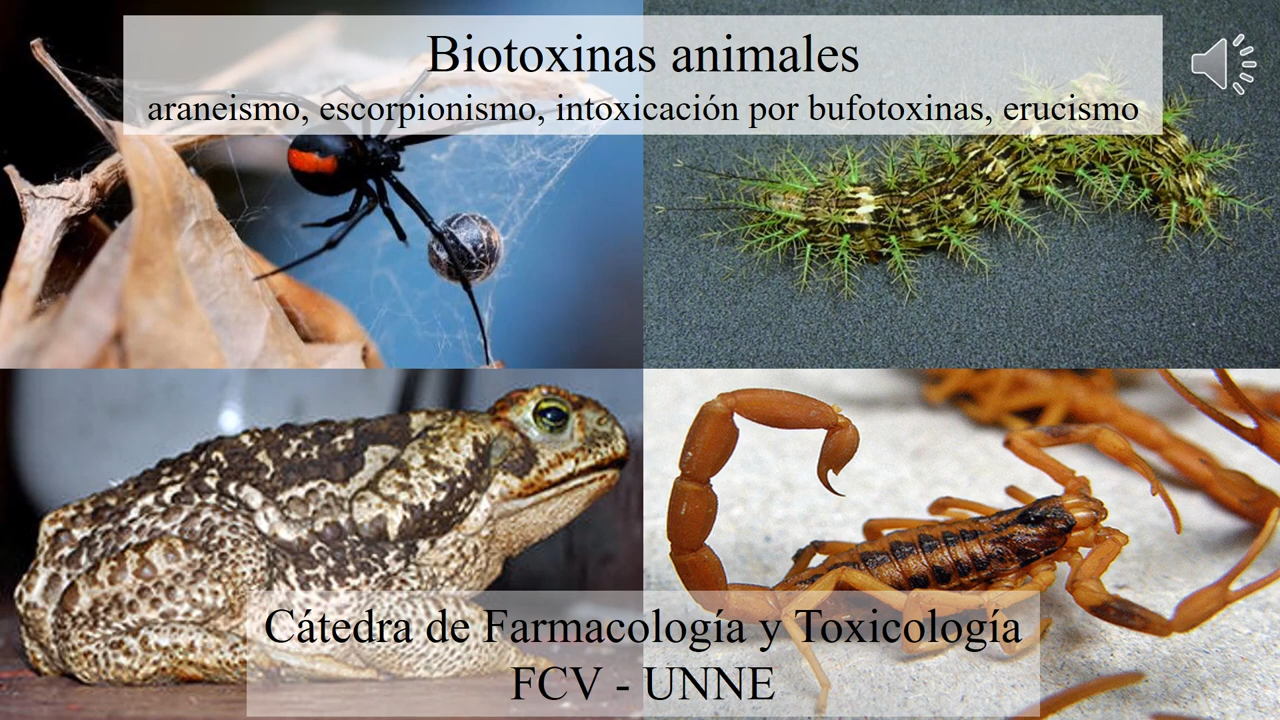 Biotoxinas animales
araneismo, escorpionismo, intoxicación por bufotoxinas, erucismo
Cátedra de Farmacología y Toxicología
FCV - UNNE